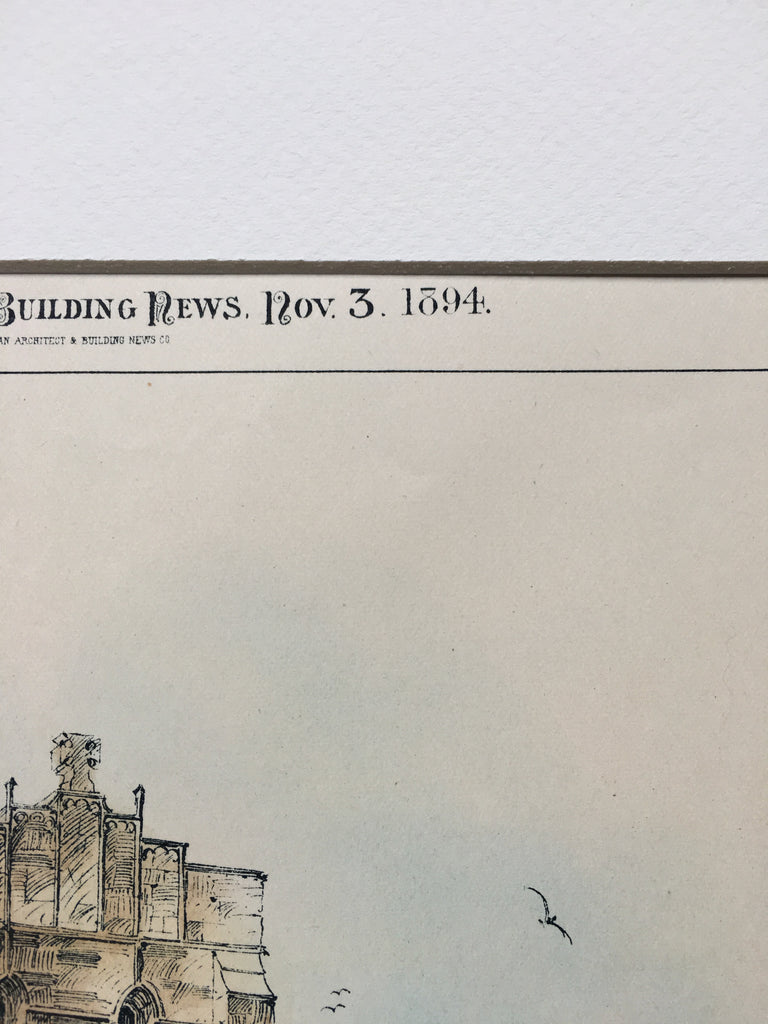 Building News, Nov. 3. 1894.
an Architect & Building News Co